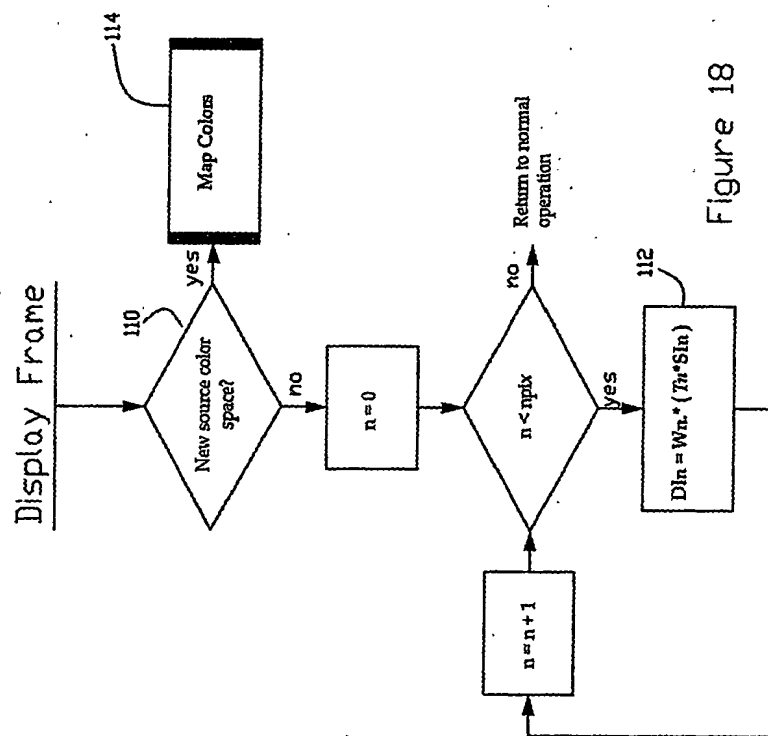 Display Frame
110
New source color
space?
yes
114
Map Colors
no
n = 0
n = n + 1
n < npix
no
Return to normal
operation
yes
112
DIn = Wn.* (Tn*SIn)
Figure 18